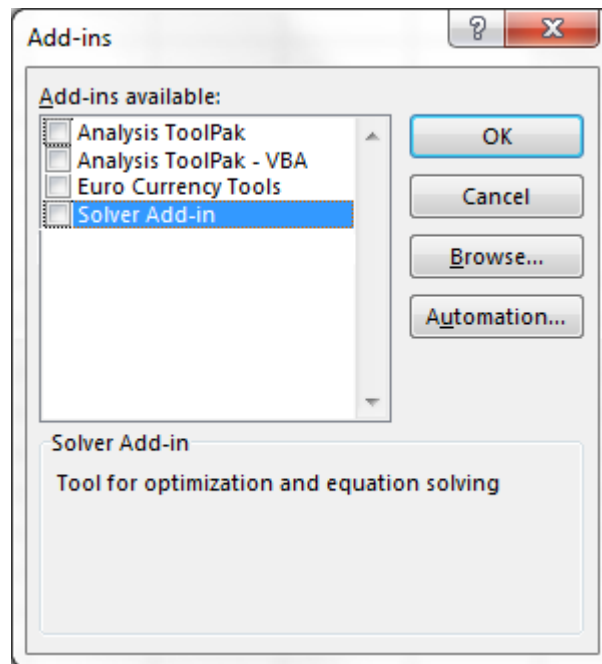 Add-ins
?
Add-ins available:
Analysis ToolPak
Analysis ToolPak - VBA
Euro Currency Tools
Solver Add-in
OK
Cancel
Browse...
Automation...
Solver Add-in
Tool for optimization and equation solving